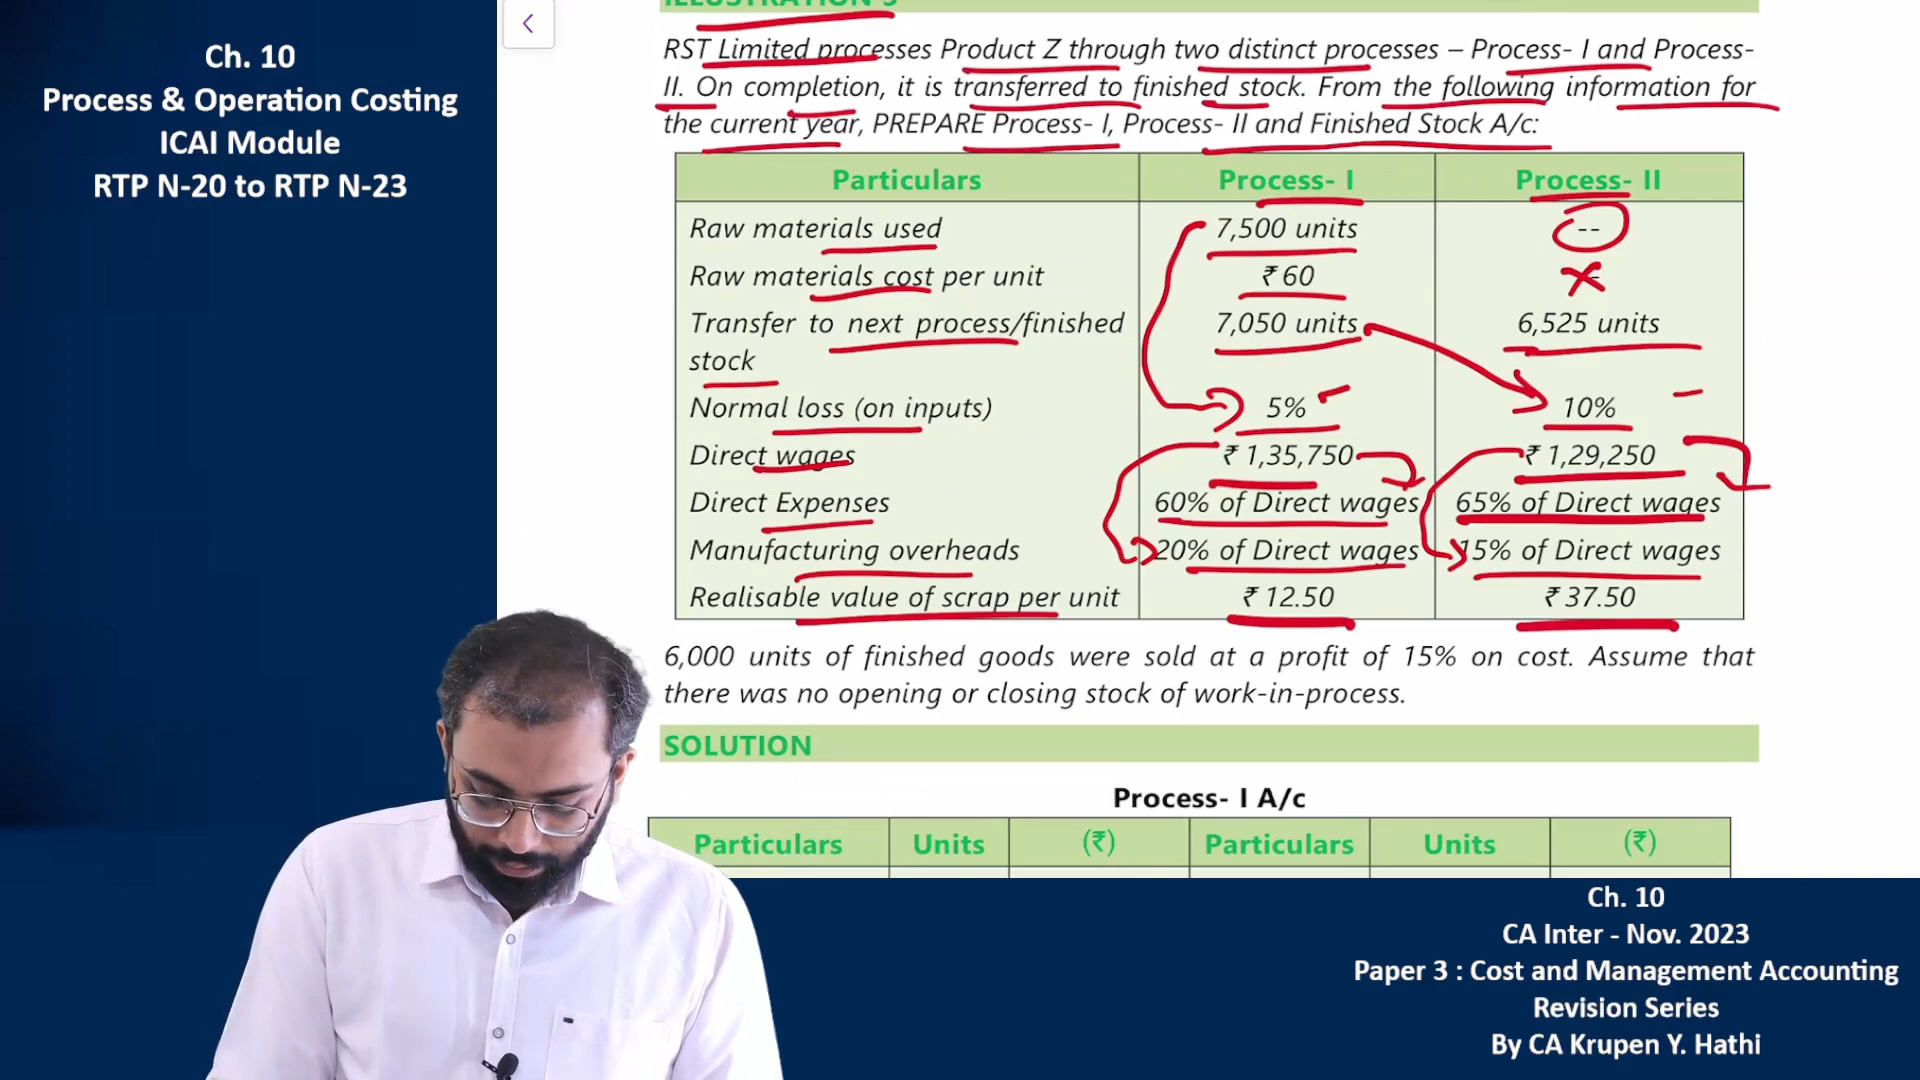 Ch. 10
Process & Operation Costing
ICAI Module
RTP N-20 to RTP N-23
ILLUSTRATION 5
RST Limited processes Product Z through two distinct processes – Process- I and Process-
II. On completion, it is transferred to finished stock. From the following information for
the current year, PREPARE Process- I, Process- II and Finished Stock A/c:
Particulars Process- I Process- II
Raw materials used 7,500 units --
Raw materials cost per unit ₹ 60
Transfer to next process/finished 7,050 units 6,525 units
stock
Normal loss (on inputs) 5% 10%
Direct wages ₹ 1,35,750 ₹ 1,29,250
Direct Expenses 60% of Direct wages 65% of Direct wages
Manufacturing overheads 20% of Direct wages 15% of Direct wages
Realisable value of scrap per unit ₹ 12.50 ₹ 37.50
6,000 units of finished goods were sold at a profit of 15% on cost. Assume that
there was no opening or closing stock of work-in-process.
SOLUTION
Process- I A/c
Particulars Units (₹) Particulars Units (₹)
Ch. 10
CA Inter - Nov. 2023
Paper 3 : Cost and Management Accounting
Revision Series
By CA Krupen Y. Hathi